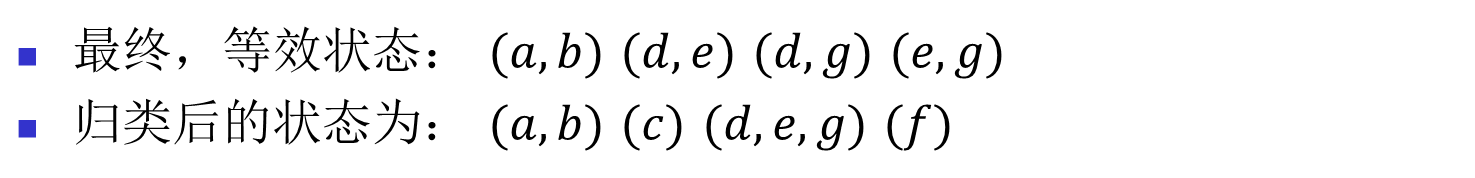 ▪ 最终，等效状态： (a, b) (d, e) (d, g) (e, g)
▪ 归类后的状态为： (a, b) (c) (d, e, g) (f)